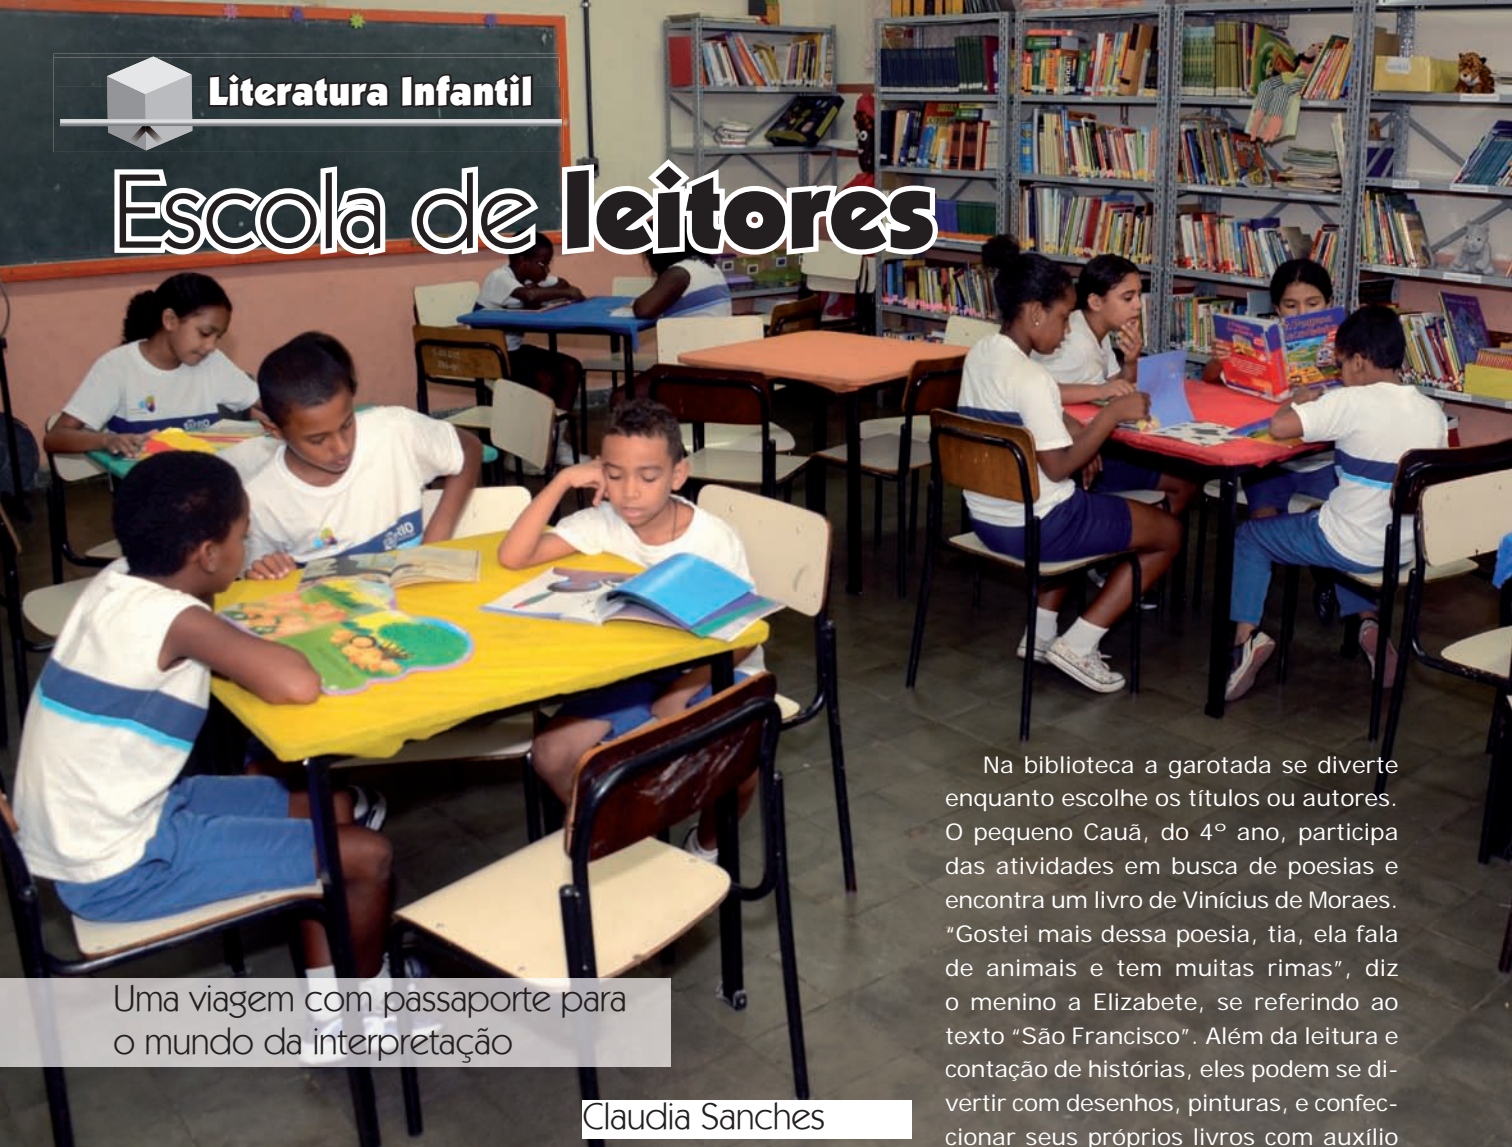 Literatura Infantil
Escola de leitores
Uma viagem com passaporte para
o mundo da interpretação
Claudia Sanches
Na biblioteca a garotada se diverte
enquanto escolhe os títulos ou autores.
O pequeno Cauã, do 4º ano, participa
das atividades em busca de poesias e
encontra um livro de Vinícius de Moraes.
“Gostei mais dessa poesia, tia, ela fala
de animais e tem muitas rimas”, diz
o menino a Elizabete, se referindo ao
texto “São Francisco”. Além da leitura e
contação de histórias, eles podem se di-
vertir com desenhos, pinturas, e confec-
cionar seus próprios livros com auxílio